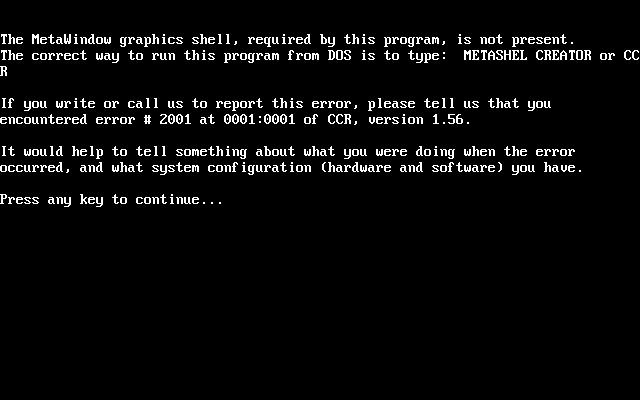 The MetaWindow graphics shell, required by this program, is not present.
The correct way to run this program from DOS is to type:  METASHEL CREATOR or CC
R
If you write or call us to report this error, please tell us that you
encountered error # 2001 at 0001:0001 of CCR, version 1.56.
It would help to tell something about what you were doing when the error
occurred, and what system configuration (hardware and software) you have.
Press any key to continue...